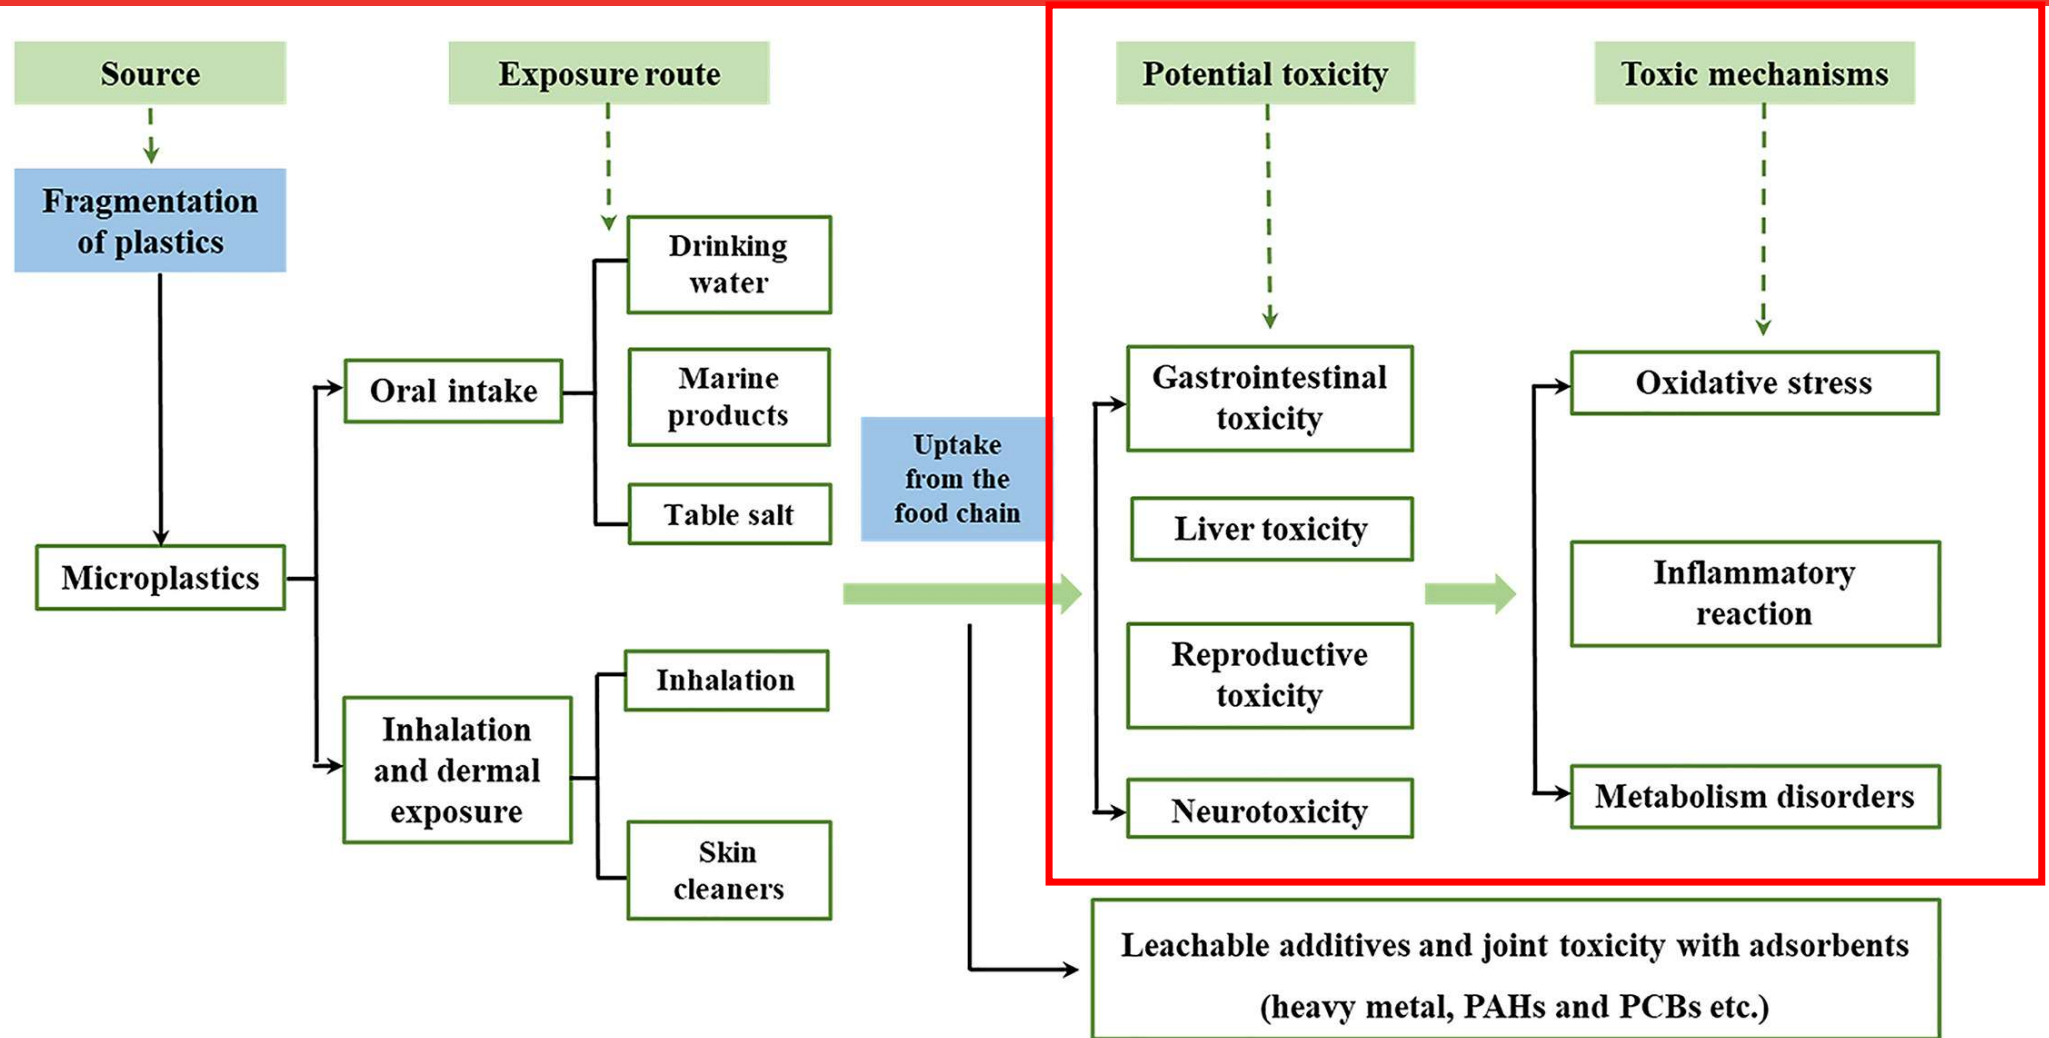 Source
Exposure route
Potential toxicity
Toxic mechanisms
Fragmentation
of plastics
Drinking
water
Oral intake
Marine
products
Table salt
Microplastics
Inhalation
and dermal
exposure
Inhalation
Skin
cleaners
Uptake
from the
food chain
Gastrointestinal
toxicity
Liver toxicity
Reproductive
toxicity
Neurotoxicity
Oxidative stress
Inflammatory
reaction
Metabolism disorders
Leachable additives and joint toxicity with adsorbents
(heavy metal, PAHs and PCBs etc.)